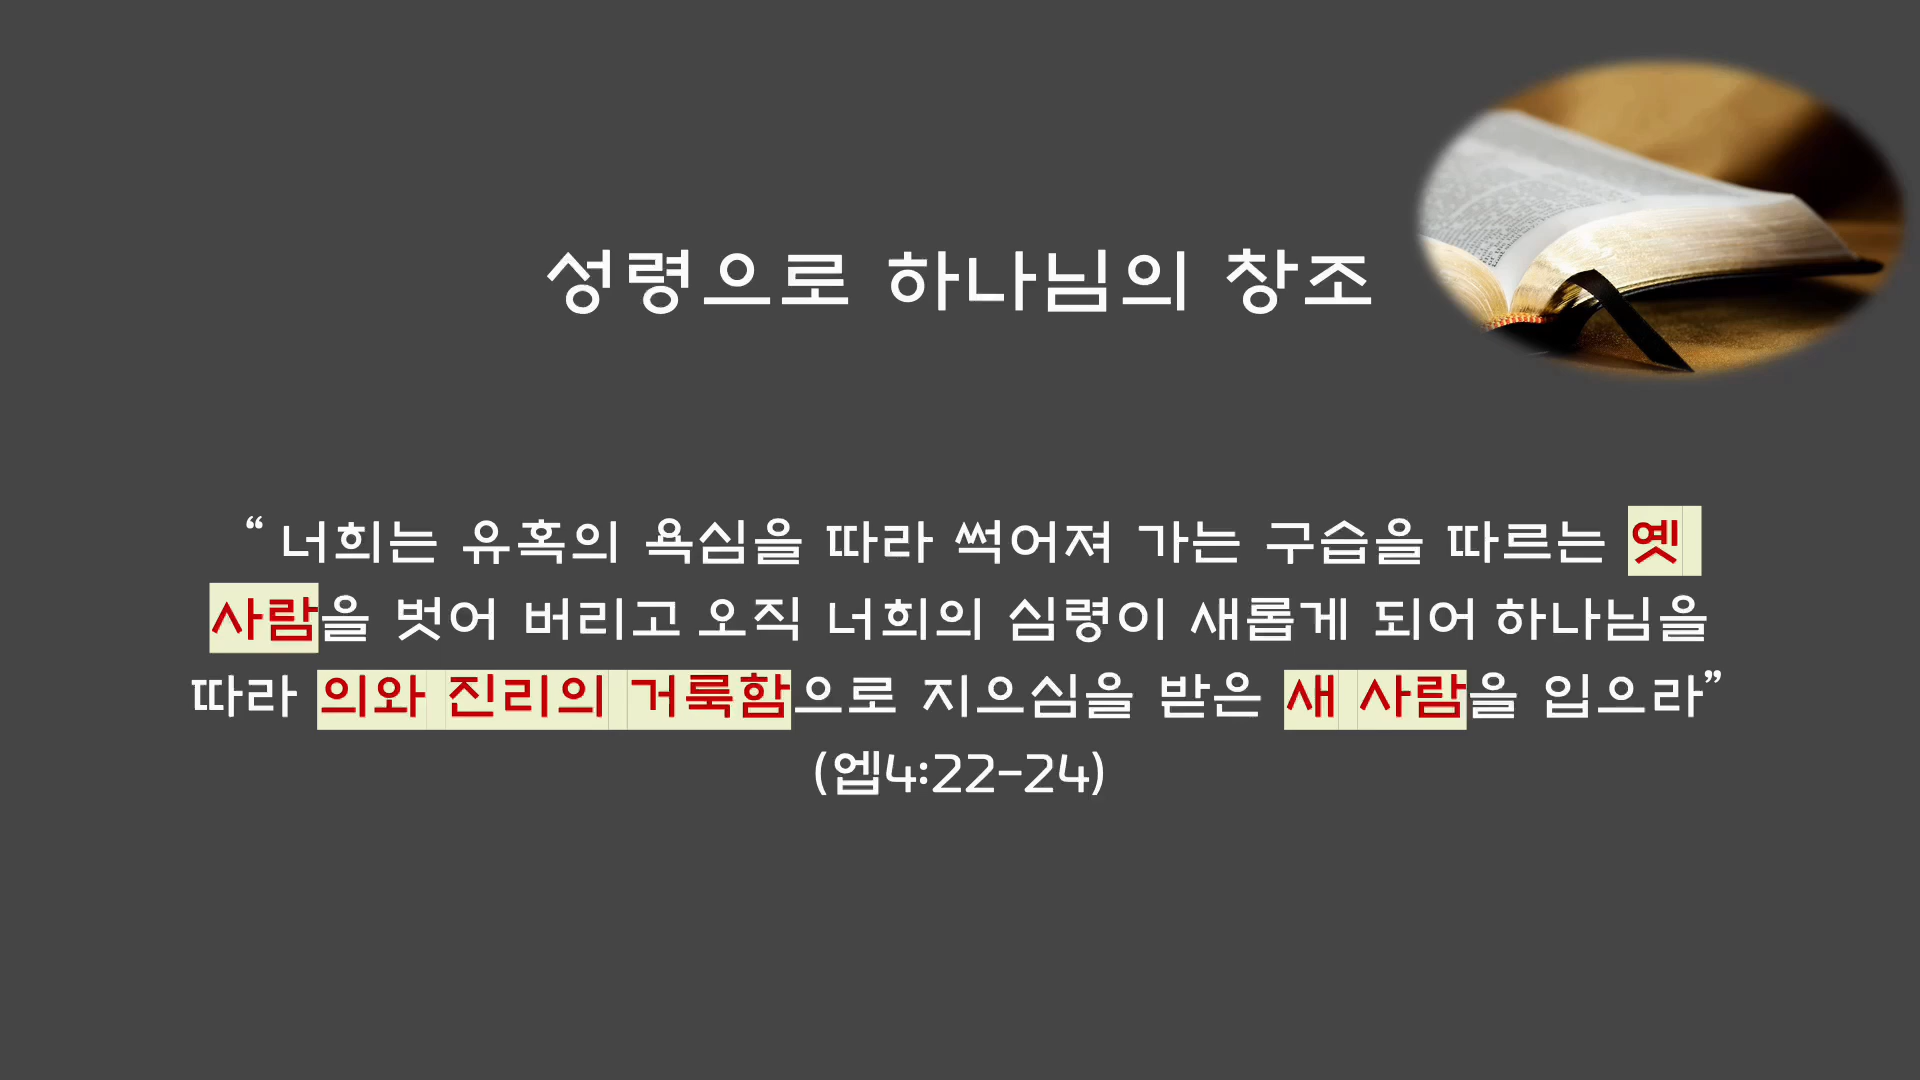 성령으로 하나님의 창조
“ 너희는 유혹의 욕심을 따라 썩어져 가는 구습을 따르는 옛
사람을 벗어 버리고 오직 너희의 심령이 새롭게 되어 하나님을
따라 의와 진리의 거룩함으로 지으심을 받은 새 사람을 입으라”
(엡4:22-24)